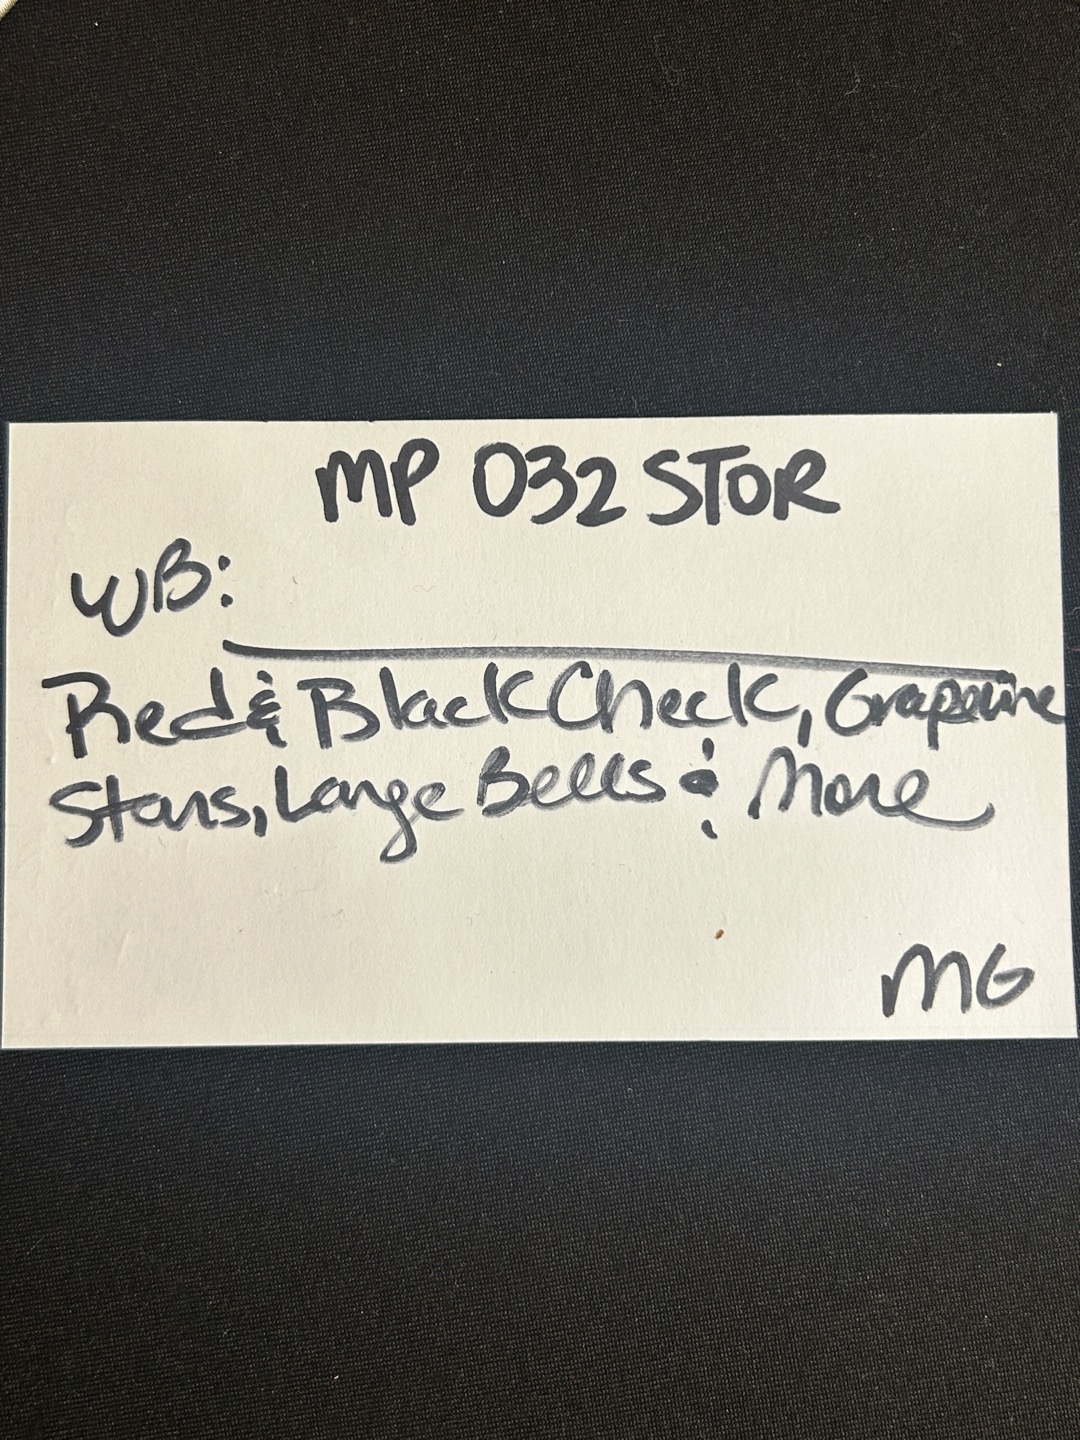 MP 032 STOR
WB:
Red & Black Check, Grapevine
Stars, Large Bells & More
MG